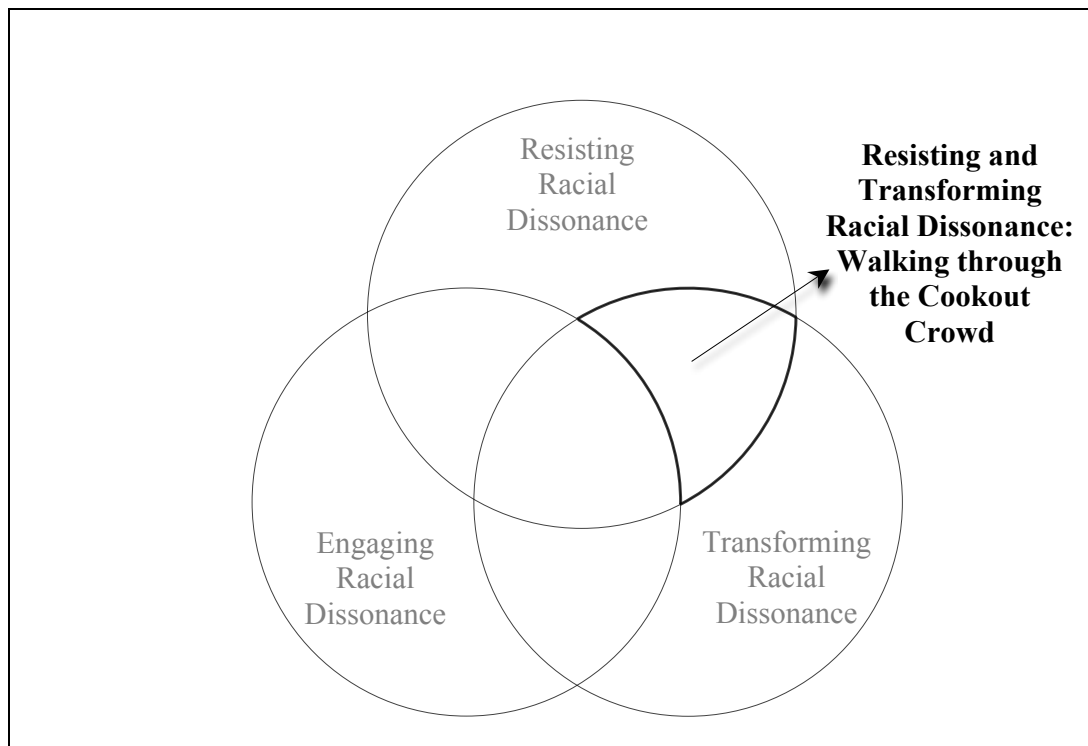 Resisting
Racial
Dissonance
Resisting and
Transforming
Racial Dissonance:
Walking through
the Cookout
Crowd
Engaging
Racial
Dissonance
Transforming
Racial
Dissonance